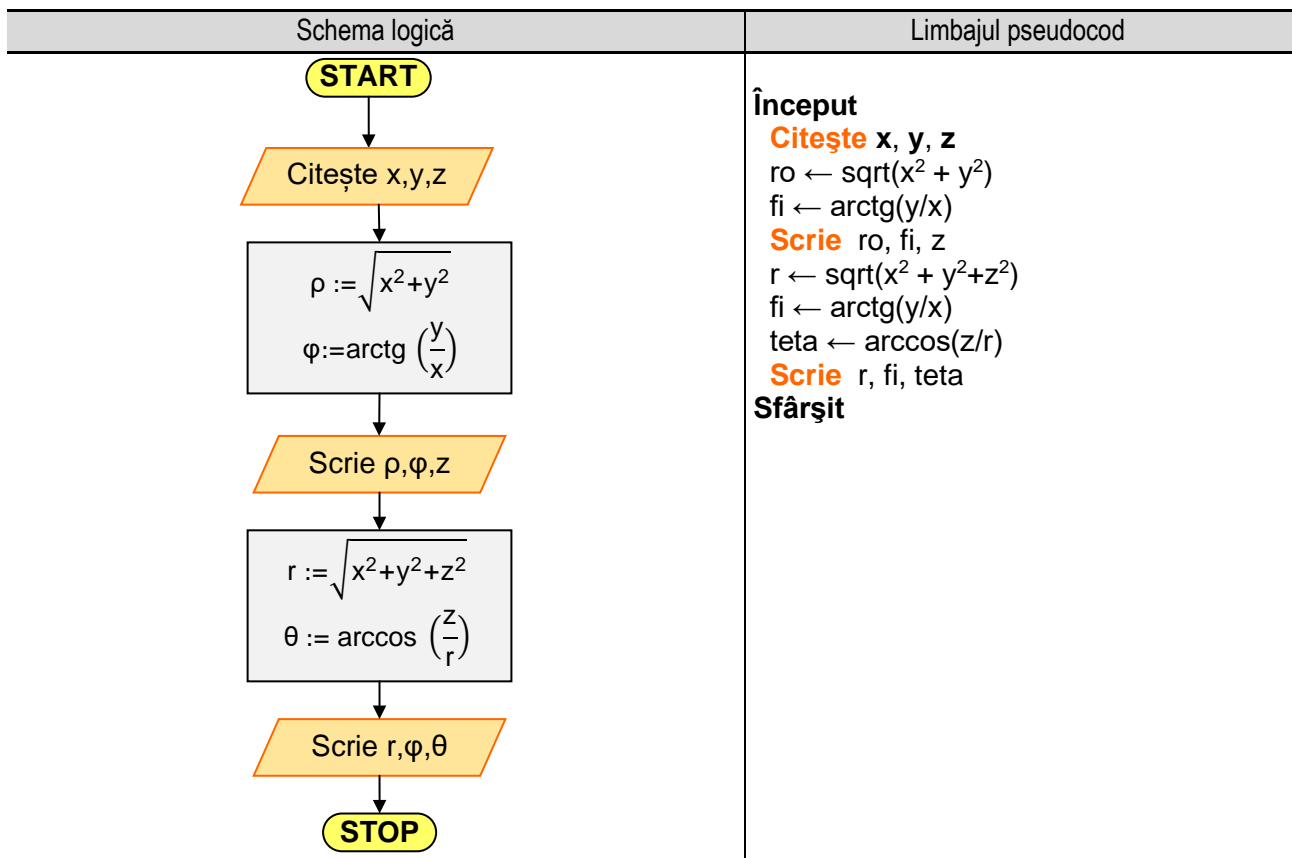 Schema logică
Limbajul pseudocod
START
Citește x,y,z
ρ := √x²+y²
φ:=arctg (y/x)
Scrie ρ,φ,z
r := √x²+y²+z²
θ := arccos (z/r)
Scrie r,φ,θ
STOP
Început
Citeşte x, y, z
ro ← sqrt(x² + y²)
fi ← arctg(y/x)
Scrie ro, fi, z
r ← sqrt(x² + y²+z²)
fi ← arctg(y/x)
teta ← arccos(z/r)
Scrie r, fi, teta
Sfârşit